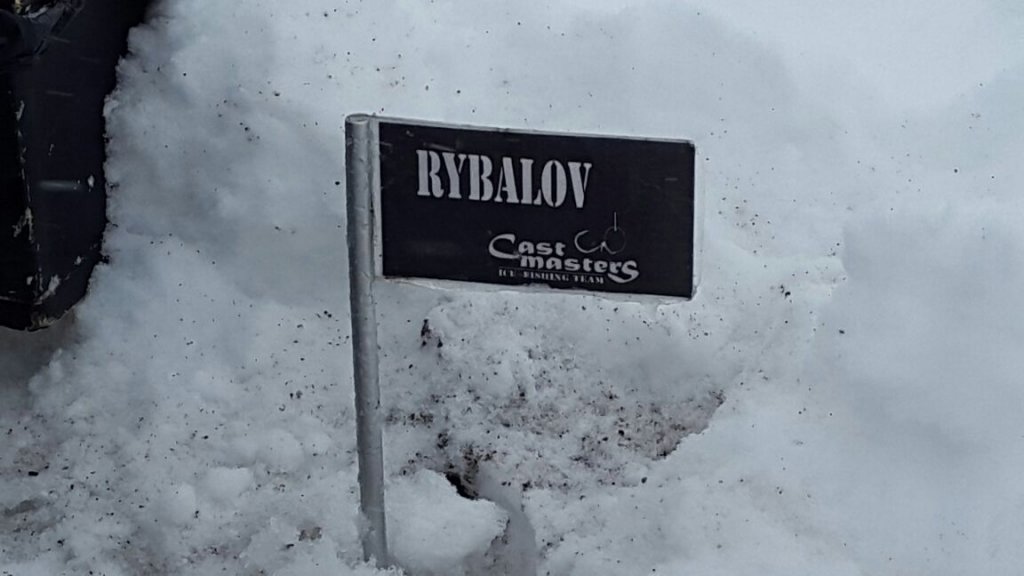 RYBALOV
Cast
masters
ICE FISHING TEAM